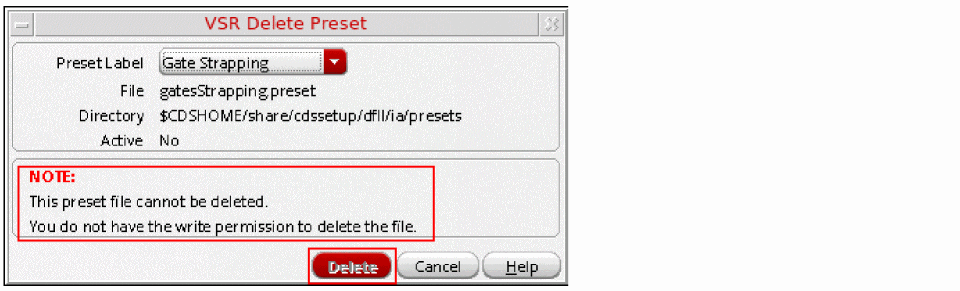 VSR Delete Preset
Preset Label Gate Strapping
File gatesStrapping.preset
Directory $CDSHOME/share/cdssetup/dfII/ia/presets
Active No
NOTE:
This preset file cannot be deleted.
You do not have the write permission to delete the file.
Delete Cancel Help